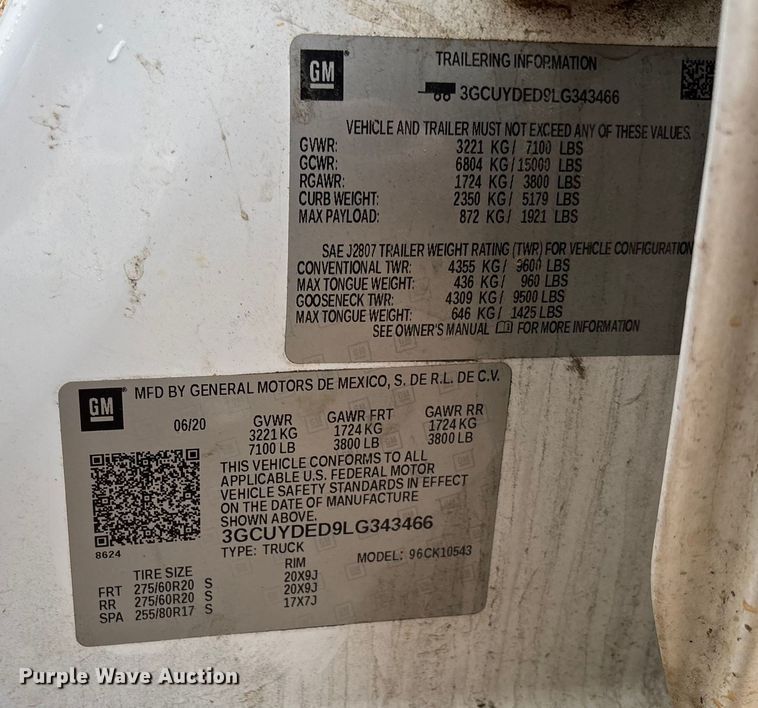 GM
TRAILERING INFORMATION
3GCUYDED9LG343466
VEHICLE AND TRAILER MUST NOT EXCEED ANY OF THESE VALUES.
GVWR: 3221 KG/ 7100 LBS
GCWR: 6804 KG/ 15000 LBS
RGAWR: 1724 KG/ 3800 LBS
CURB WEIGHT: 2350 KG/ 5179 LBS
MAX PAYLOAD: 872 KG/ 1921 LBS
SAE J2807 TRAILER WEIGHT RATING (TWR) FOR VEHICLE CONFIGURATION
CONVENTIONAL TWR: 4355 KG/ 9600 LBS
MAX TONGUE WEIGHT: 436 KG/ 960 LBS
GOOSENECK TWR: 4309 KG/ 9500 LBS
MAX TONGUE WEIGHT: 646 KG/ 1425 LBS
SEE OWNER'S MANUAL FOR MORE INFORMATION
GM
MFD BY GENERAL MOTORS DE MEXICO, S. DE R.L. DE C.V.
06/20 GVWR GAWR FRT GAWR RR
3221 KG 1724 KG 1724 KG
7100 LB 3800 LB 3800 LB
THIS VEHICLE CONFORMS TO ALL
APPLICABLE U.S. FEDERAL MOTOR
VEHICLE SAFETY STANDARDS IN EFFECT
ON THE DATE OF MANUFACTURE
SHOWN ABOVE.
3GCUYDED9LG343466
8624
TYPE: TRUCK MODEL: 96CK10543
TIRE SIZE RIM
FRT 275/60R20 S 20X9J
RR 275/60R20 S 20X9J
SPA 255/80R17 S 17X7J
Purple Wave Auction